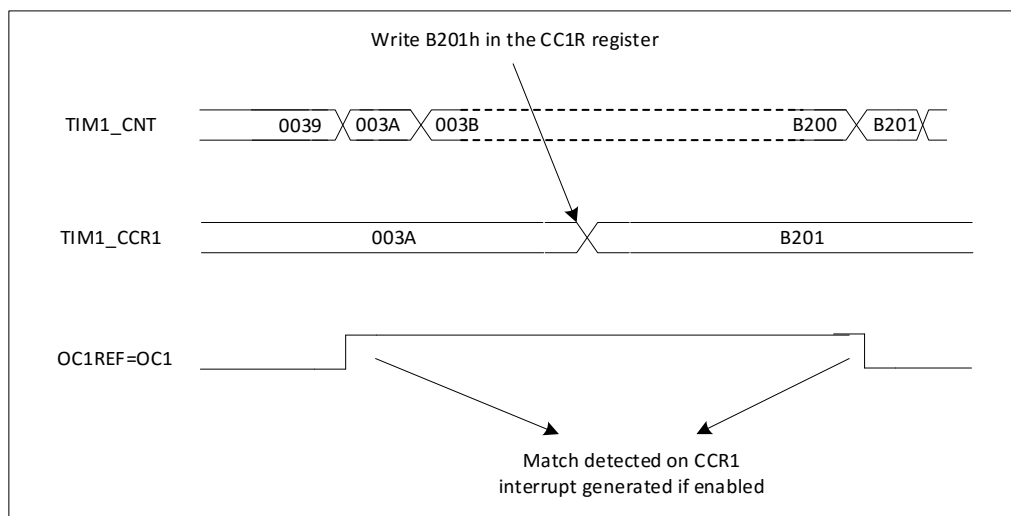 Write B201h in the CC1R register
TIM1_CNT 0039 003A 003B B200 B201
TIM1_CCR1 003A B201
OC1REF=OC1
Match detected on CCR1
interrupt generated if enabled